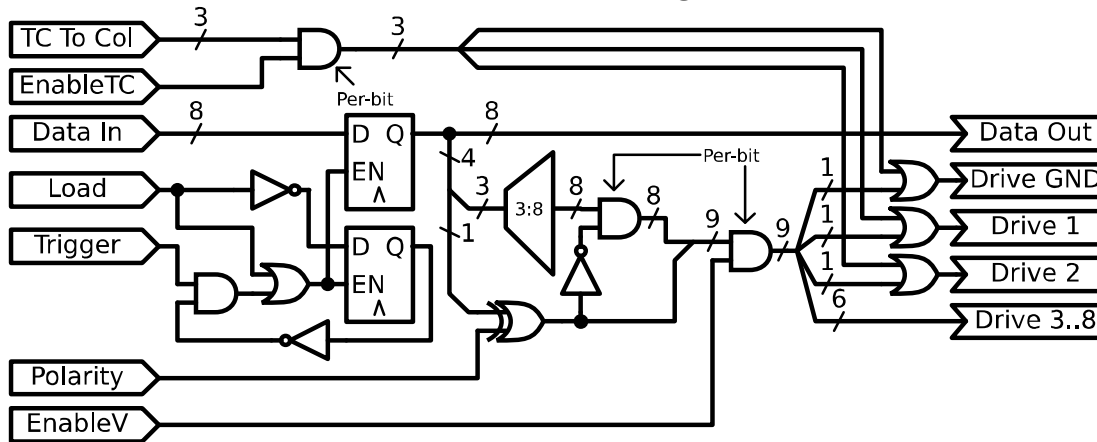 TC To Col
3
3
EnableTC
Per-bit
Data In
8
D Q
EN
8
Data Out
4
Per-bit
Load
3
3:8
8
8
1
Drive GND
Trigger
D Q
EN
1
9
9
1
Drive 1
1
Drive 2
6
Drive 3..8
Polarity
EnableV